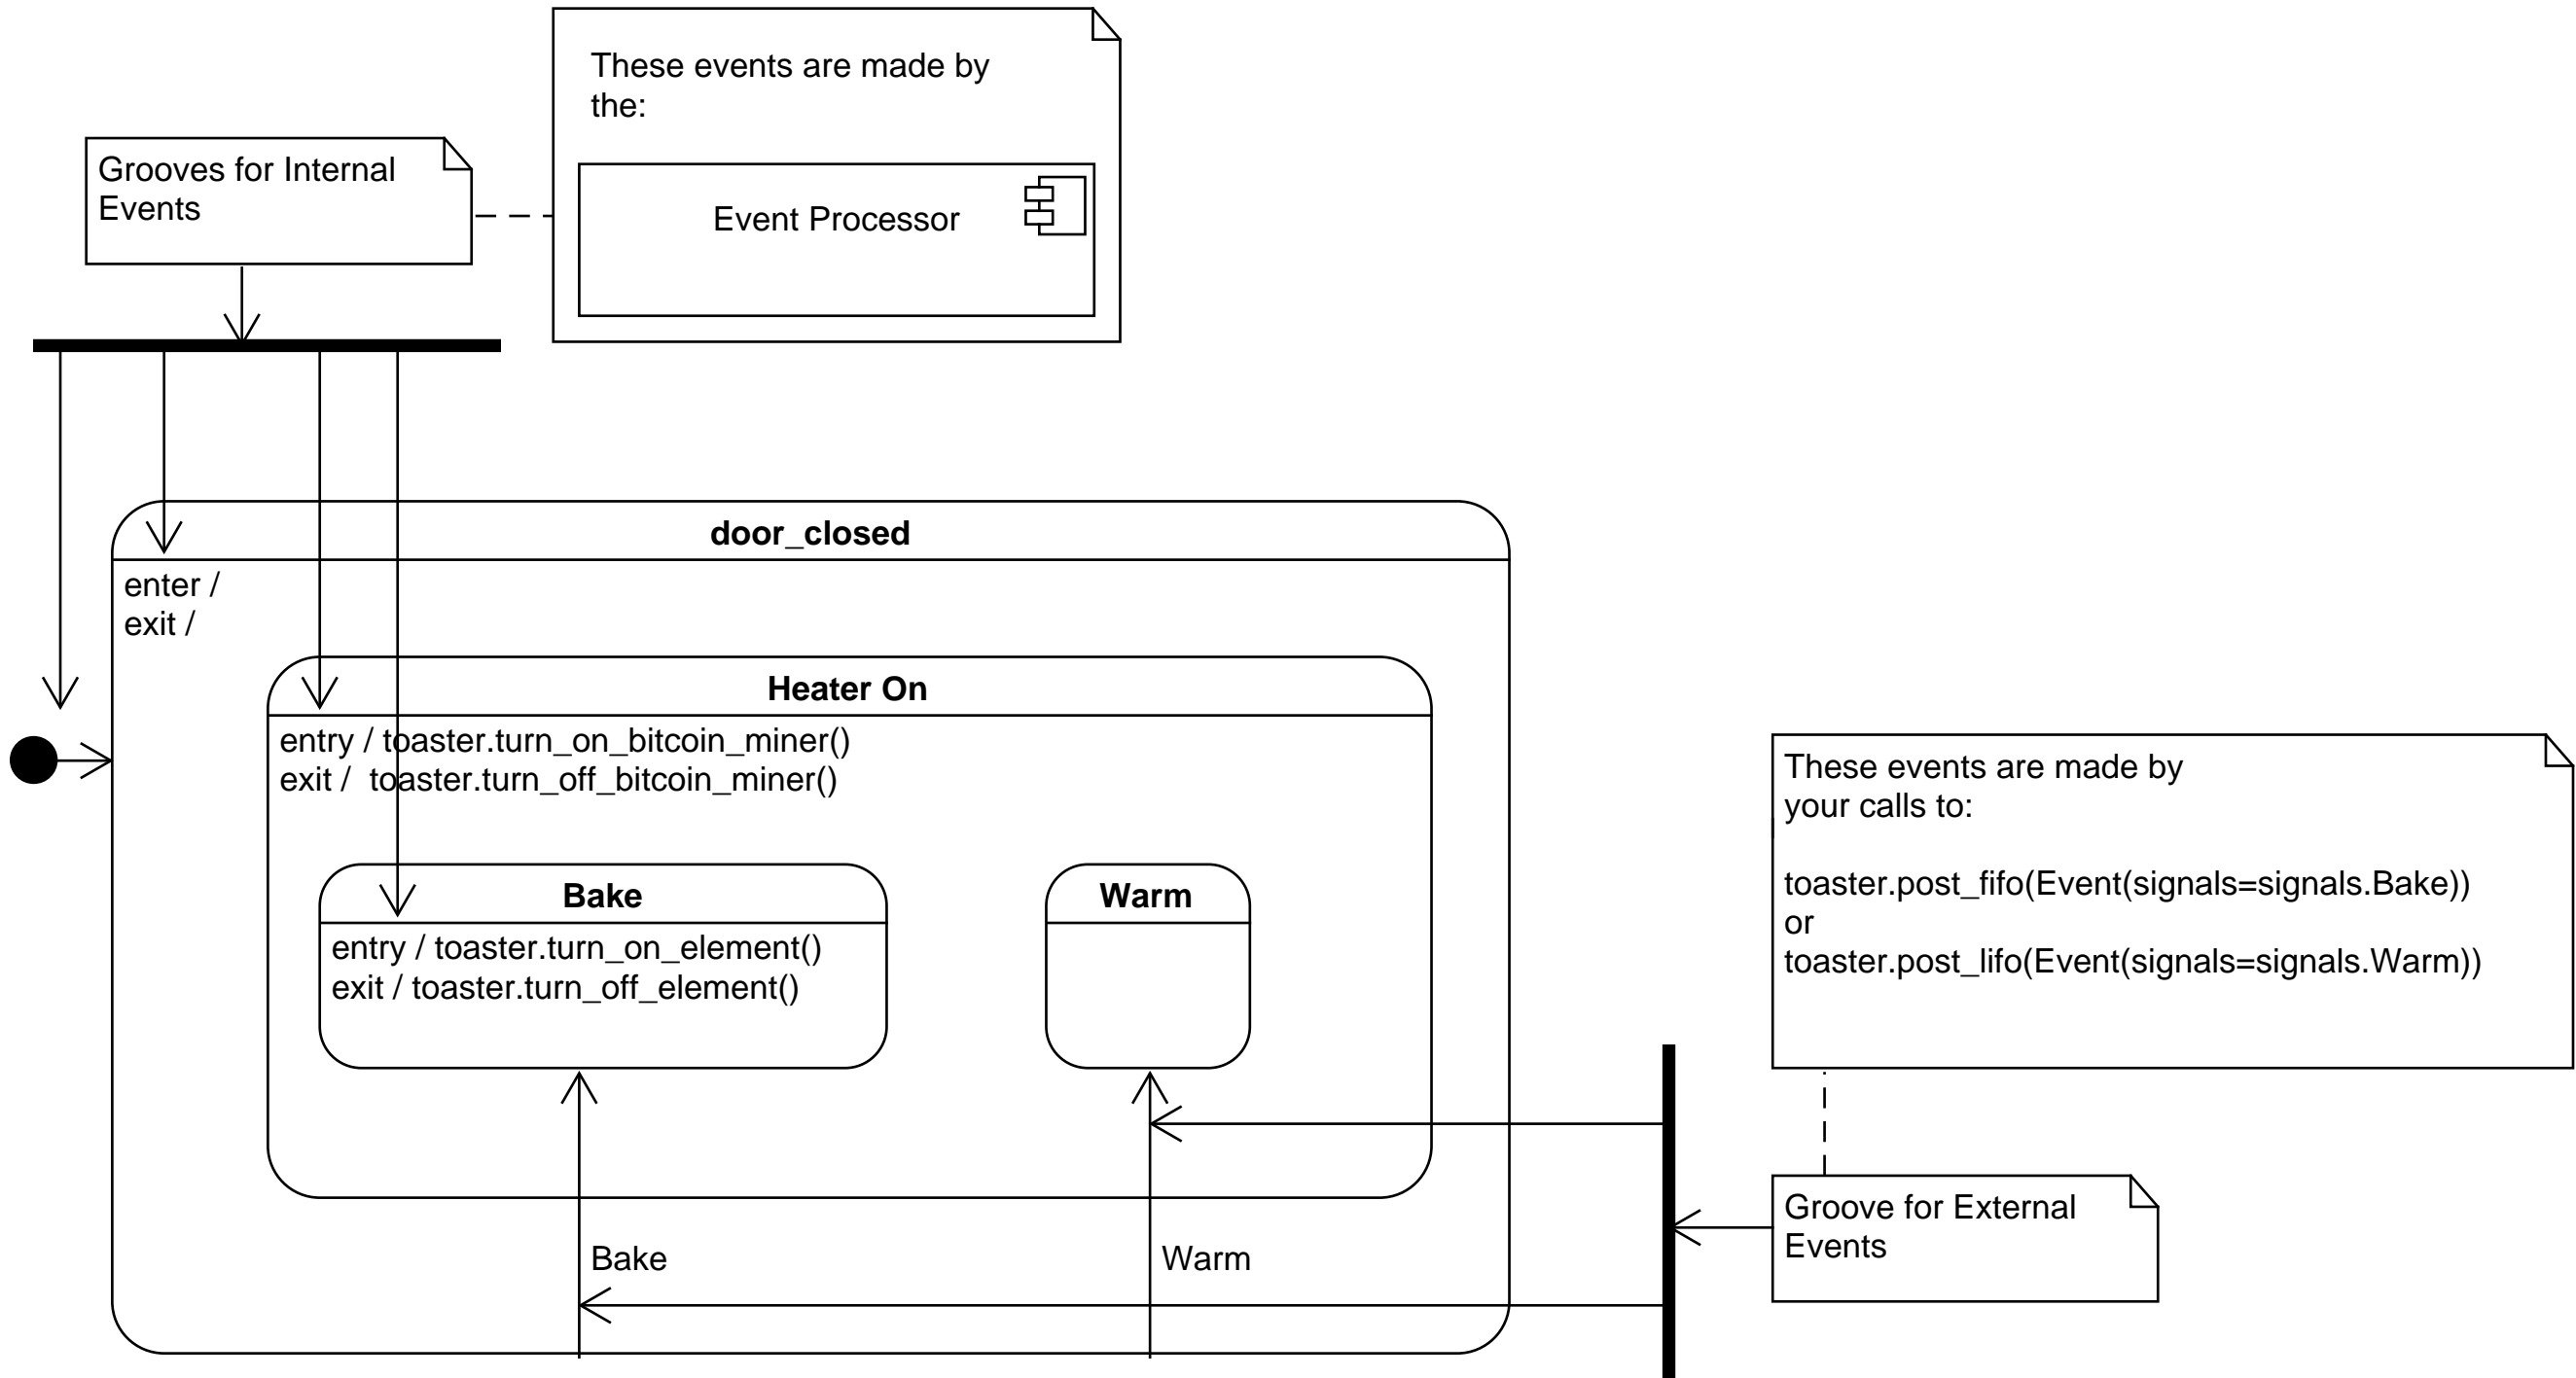 These events are made by
the:
Grooves for Internal
Events
Event Processor
door_closed
enter /
exit /
Heater On
entry / toaster.turn_on_bitcoin_miner()
exit /  toaster.turn_off_bitcoin_miner()
These events are made by
your calls to:
toaster.post_fifo(Event(signals=signals.Bake))
or
toaster.post_lifo(Event(signals=signals.Warm))
Bake
entry / toaster.turn_on_element()
exit / toaster.turn_off_element()
Warm
Groove for External
Events
Bake
Warm